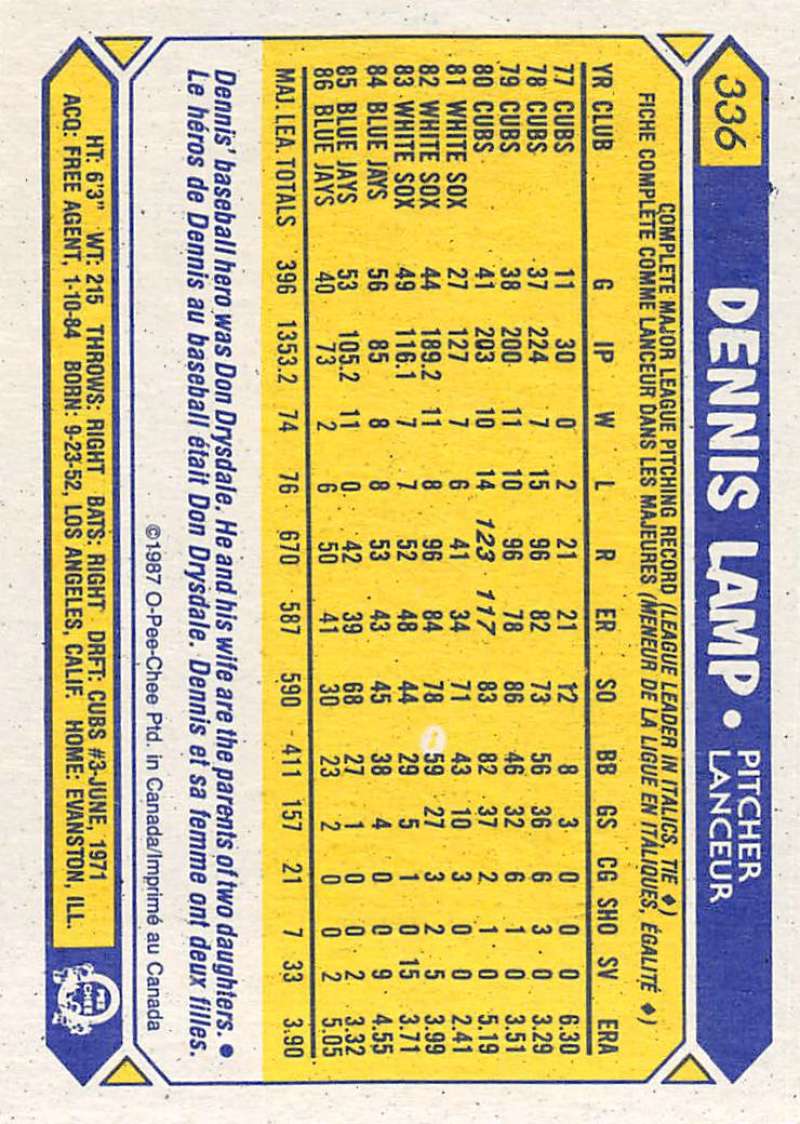 336
DENNIS LAMP • PITCHER
LANCEUR
COMPLETE MAJOR LEAGUE PITCHING RECORD (LEAGUE LEADER IN ITALICS, TIE ♦)
FICHE COMPLÈTE COMME LANCEUR DANS LES MAJEURES (MENEUR DE LA LIGUE EN ITALIQUES, ÉGALITÉ ♦)
YR CLUB G IP W L R ER SO BB GS CG SHO SV ERA
77 CUBS 11 30 0 2 21 21 12 8 3 0 0 0 6.30
78 CUBS 37 224 7 15 96 82 73 56 36 6 3 0 3.29
79 CUBS 38 200 11 10 96 78 86 46 32 6 1 0 3.51
80 CUBS 41 203 10 14 123 117 83 82 37 2 1 0 5.19
81 WHITE SOX 27 127 7 6 41 34 71 43 10 3 0 0 2.41
82 WHITE SOX 44 189.2 11 8 96 84 78 59 27 3 2 5 3.99
83 WHITE SOX 49 116.1 7 7 52 48 44 29 5 1 0 15 3.71
84 BLUE JAYS 56 85 8 8 53 43 45 38 4 0 0 9 4.55
85 BLUE JAYS 53 105.2 11 0 42 39 68 27 1 0 0 2 3.32
86 BLUE JAYS 40 73 2 6 50 41 30 23 2 0 0 2 5.05
MAJ. LEA TOTALS 396 1353.2 74 76 670 587 590 411 157 21 7 33 3.90
Dennis' baseball hero was Don Drysdale. He and his wife are the parents of two daughters. •
Le héros de Dennis au baseball était Don Drysdale. Dennis et sa femme ont deux filles.
©1987 O-Pee-Chee Ptd. in Canada/Imprimé au Canada
HT: 6'3" WT: 215 THROWS: RIGHT BATS: RIGHT DRFT: CUBS #3-JUNE, 1971
ACQ: FREE AGENT, 1-10-84 BORN: 9-23-52, LOS ANGELES, CALIF. HOME: EVANSTON, ILL.
O PEE CHEE